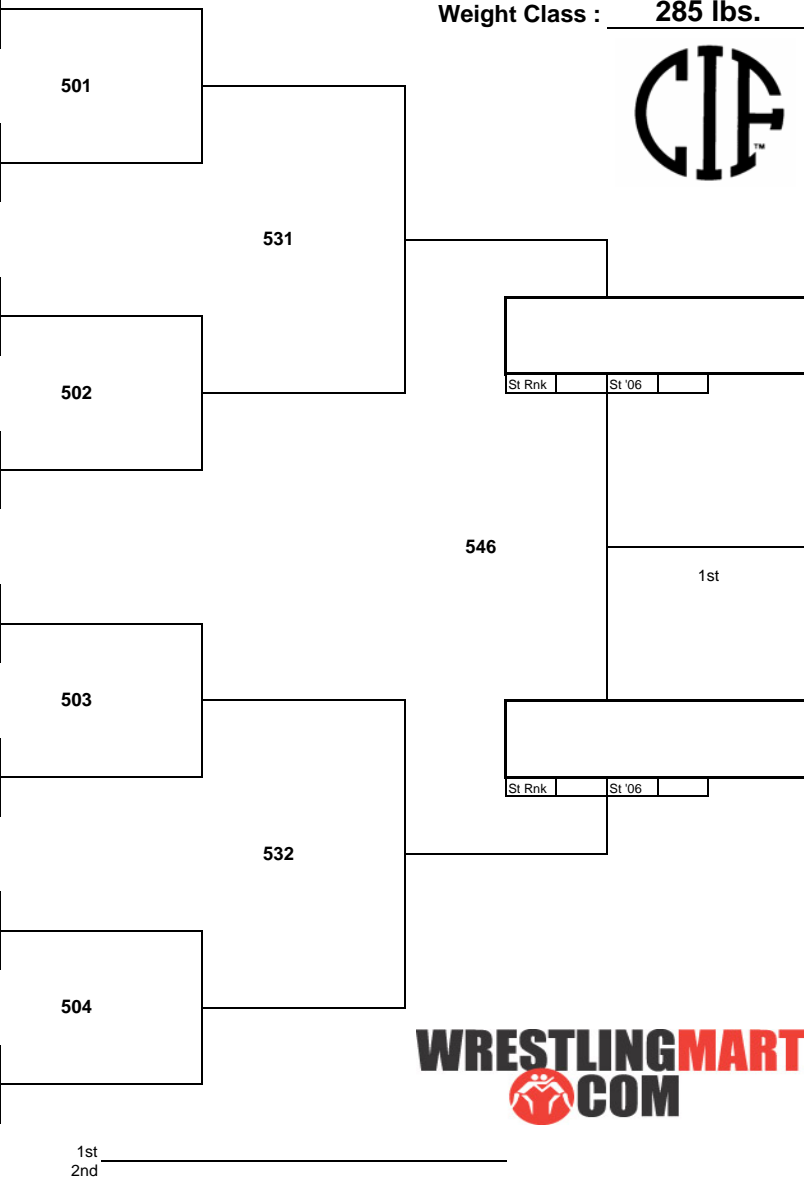 Weight Class : 285 lbs.
CIF™
501
531
502
St Rnk St '06
546
1st
503
St Rnk St '06
532
504
WRESTLINGMART
COM
1st
2nd